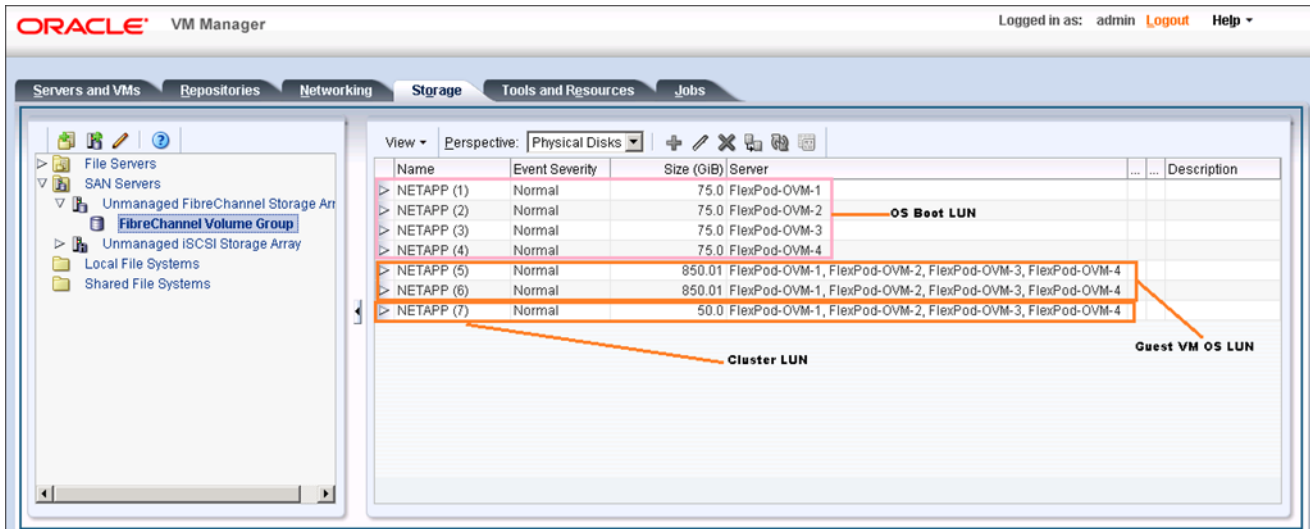 ORACLE VM Manager
Logged in as: admin Logout Help
Servers and VMs Repositories Networking Storage Tools and Resources Jobs
View Perspective: Physical Disks
File Servers
SAN Servers
Unmanaged FibreChannel Storage Arr
FibreChannel Volume Group
Unmanaged iSCSI Storage Array
Local File Systems
Shared File Systems
Name Event Severity Size (GiB) Server ... ... Description
NETAPP (1) Normal 75.0 FlexPod-OVM-1
NETAPP (2) Normal 75.0 FlexPod-OVM-2
NETAPP (3) Normal 75.0 FlexPod-OVM-3
NETAPP (4) Normal 75.0 FlexPod-OVM-4
OS Boot LUN
NETAPP (5) Normal 850.01 FlexPod-OVM-1, FlexPod-OVM-2, FlexPod-OVM-3, FlexPod-OVM-4
NETAPP (6) Normal 850.01 FlexPod-OVM-1, FlexPod-OVM-2, FlexPod-OVM-3, FlexPod-OVM-4
NETAPP (7) Normal 50.0 FlexPod-OVM-1, FlexPod-OVM-2, FlexPod-OVM-3, FlexPod-OVM-4
Guest VM OS LUN
Cluster LUN